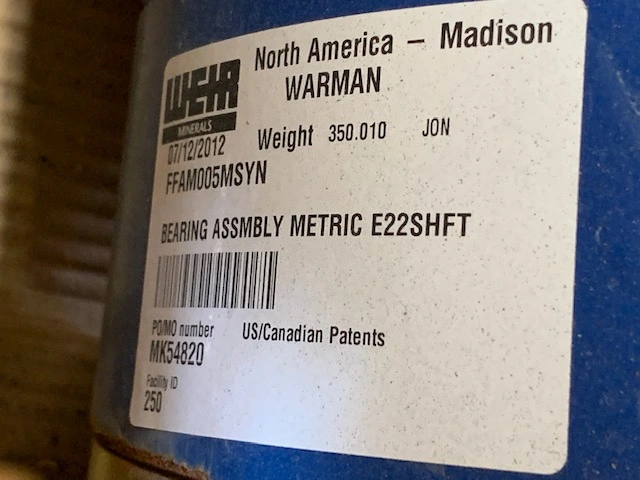 North America – Madison
WEIR
MINERALS
WARMAN
07/12/2012
Weight 350.010 JON
FFAM005MSYN
BEARING ASSMBLY METRIC E22SHFT
PO/MO number US/Canadian Patents
MK54820
Facility ID
250